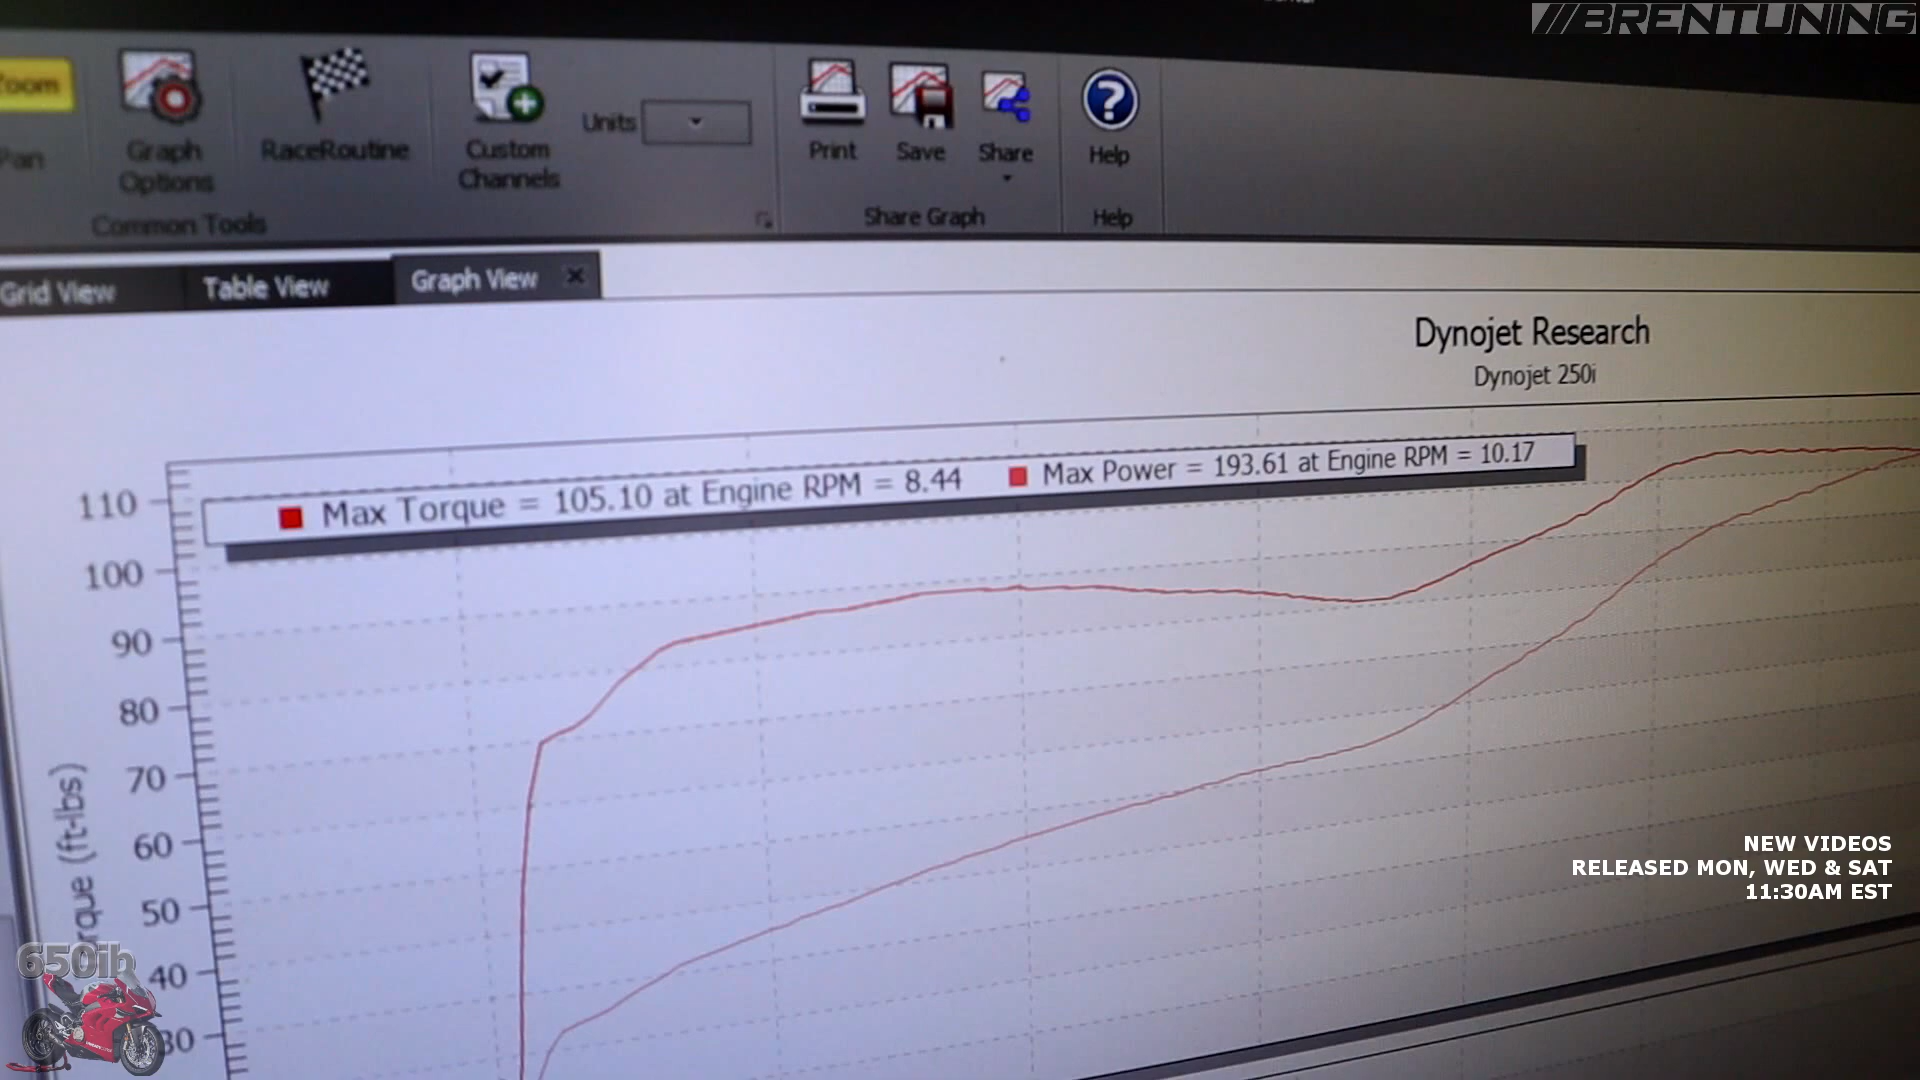 ///BRENTUNING
Zoom
Pan
Graph
Options
RaceRoutine
Custom
Channels
Units
Common Tools
Print
Save
Share
Share Graph
Help
Help
Grid View
Table View
Graph View
Dynojet Research
Dynojet 250i
Max Torque = 105.10 at Engine RPM = 8.44
Max Power = 193.61 at Engine RPM = 10.17
110
100
90
80
70
60
50
40
30
(ft-lbs)
NEW VIDEOS
RELEASED MON, WED & SAT
11:30AM EST
650ib